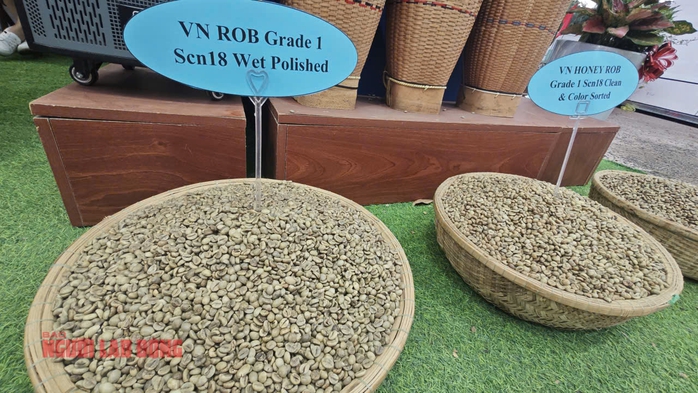 VN ROB Grade 1
Scn18 Wet Polished
VN HONEY ROB
Grade 1 Scn18 Clean
& Color Sorted
BÁO
NGƯỜI LAO ĐỘNG